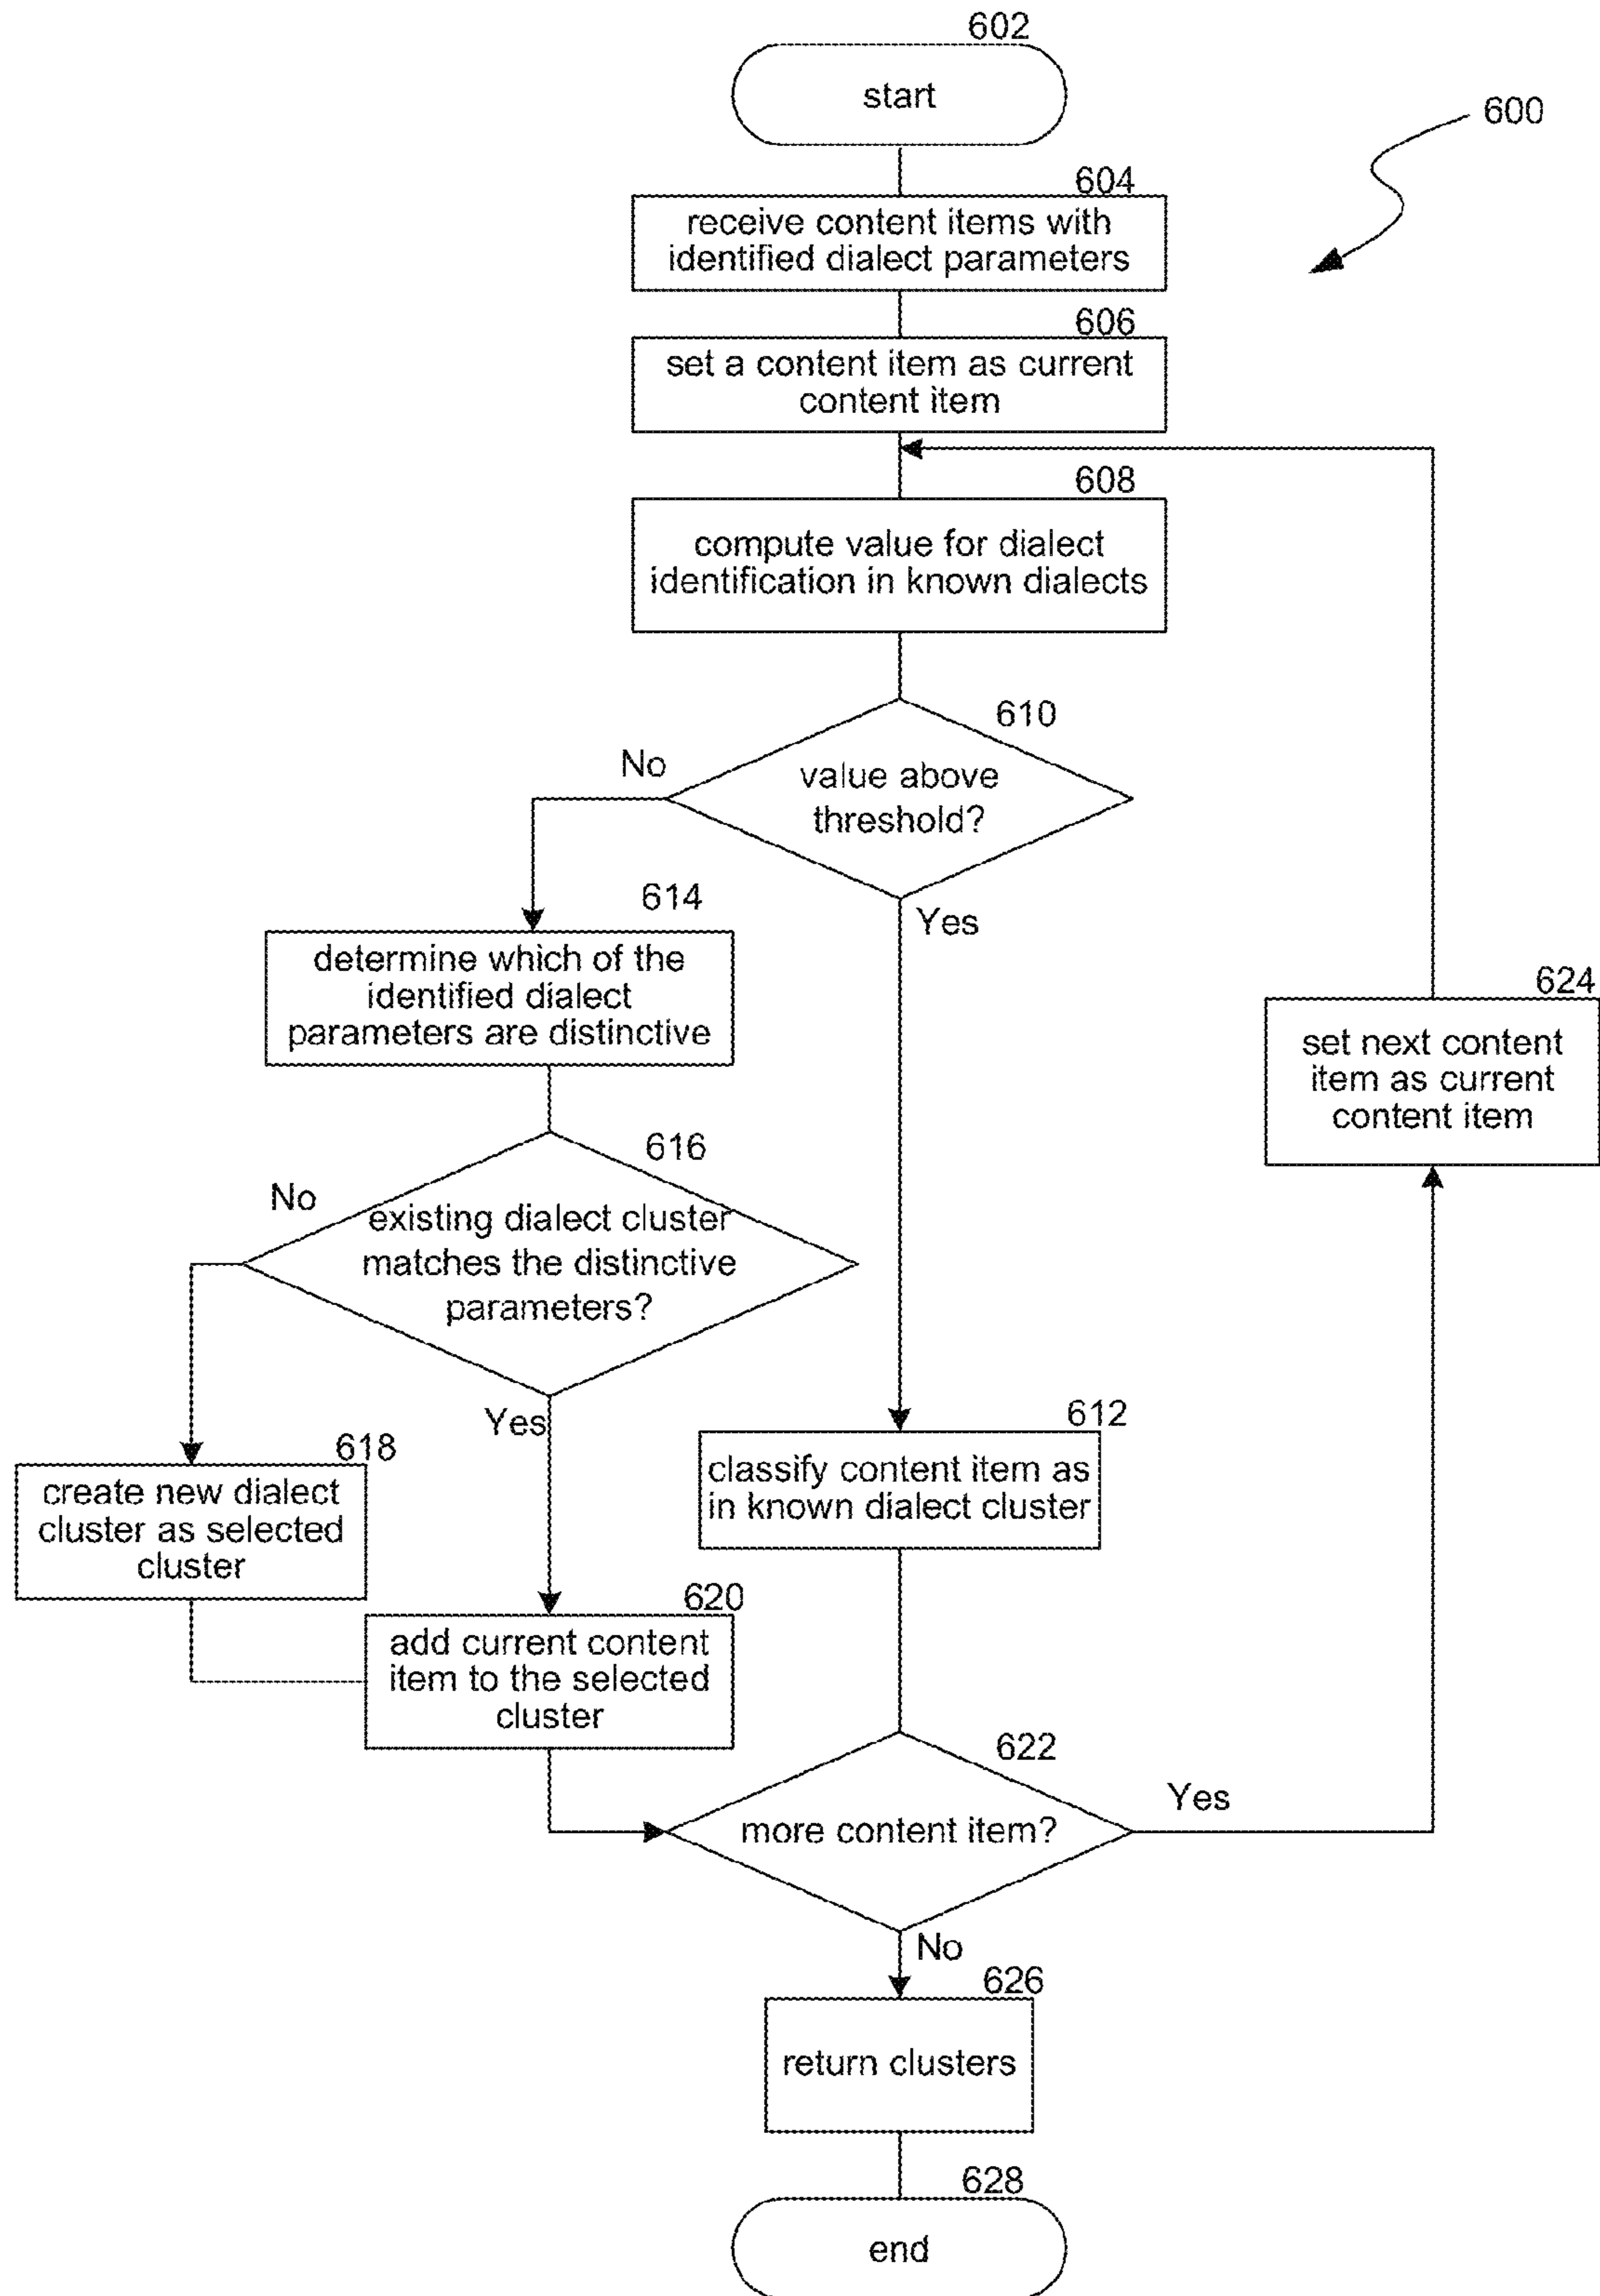 602
start
600
604
receive content items with
identified dialect parameters
606
set a content item as current
content item
608
compute value for dialect
identification in known dialects
610
value above
threshold?
No
Yes
614
determine which of the
identified dialect
parameters are distinctive
624
set next content
item as current
content item
616
No
existing dialect cluster
matches the distinctive
parameters?
Yes
612
classify content item as
in known dialect cluster
618
create new dialect
cluster as selected
cluster
620
add current content
item to the selected
cluster
622
more content item?
Yes
No
626
return clusters
628
end